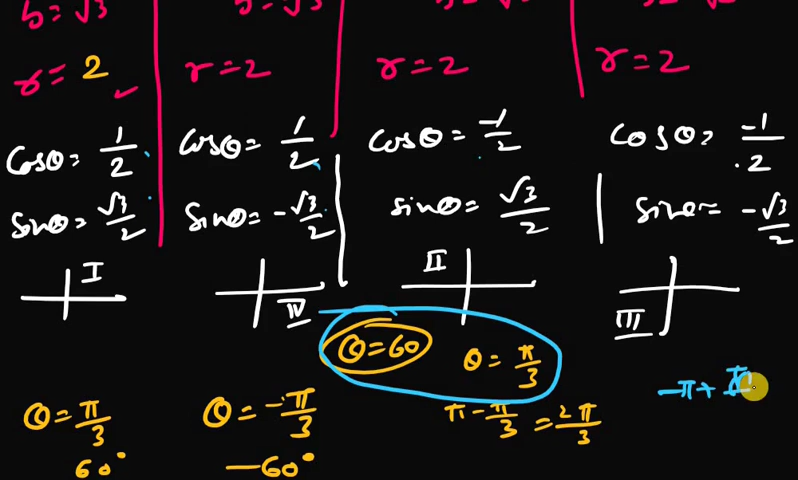 b = √3
r = 2
r = 2
r = 2
r = 2
Cosθ = 1/2
Cosθ = 1/2
Cosθ = -1/2
Cosθ = -1/2
Sinθ = √3/2
Sinθ = -√3/2
Sinθ = √3/2
Sinθ = -√3/2
I
IV
II
III
θ = 60
θ = π/3
θ = π/3
60°
θ = -π/3
-60°
π - π/3 = 2π/3
-π +